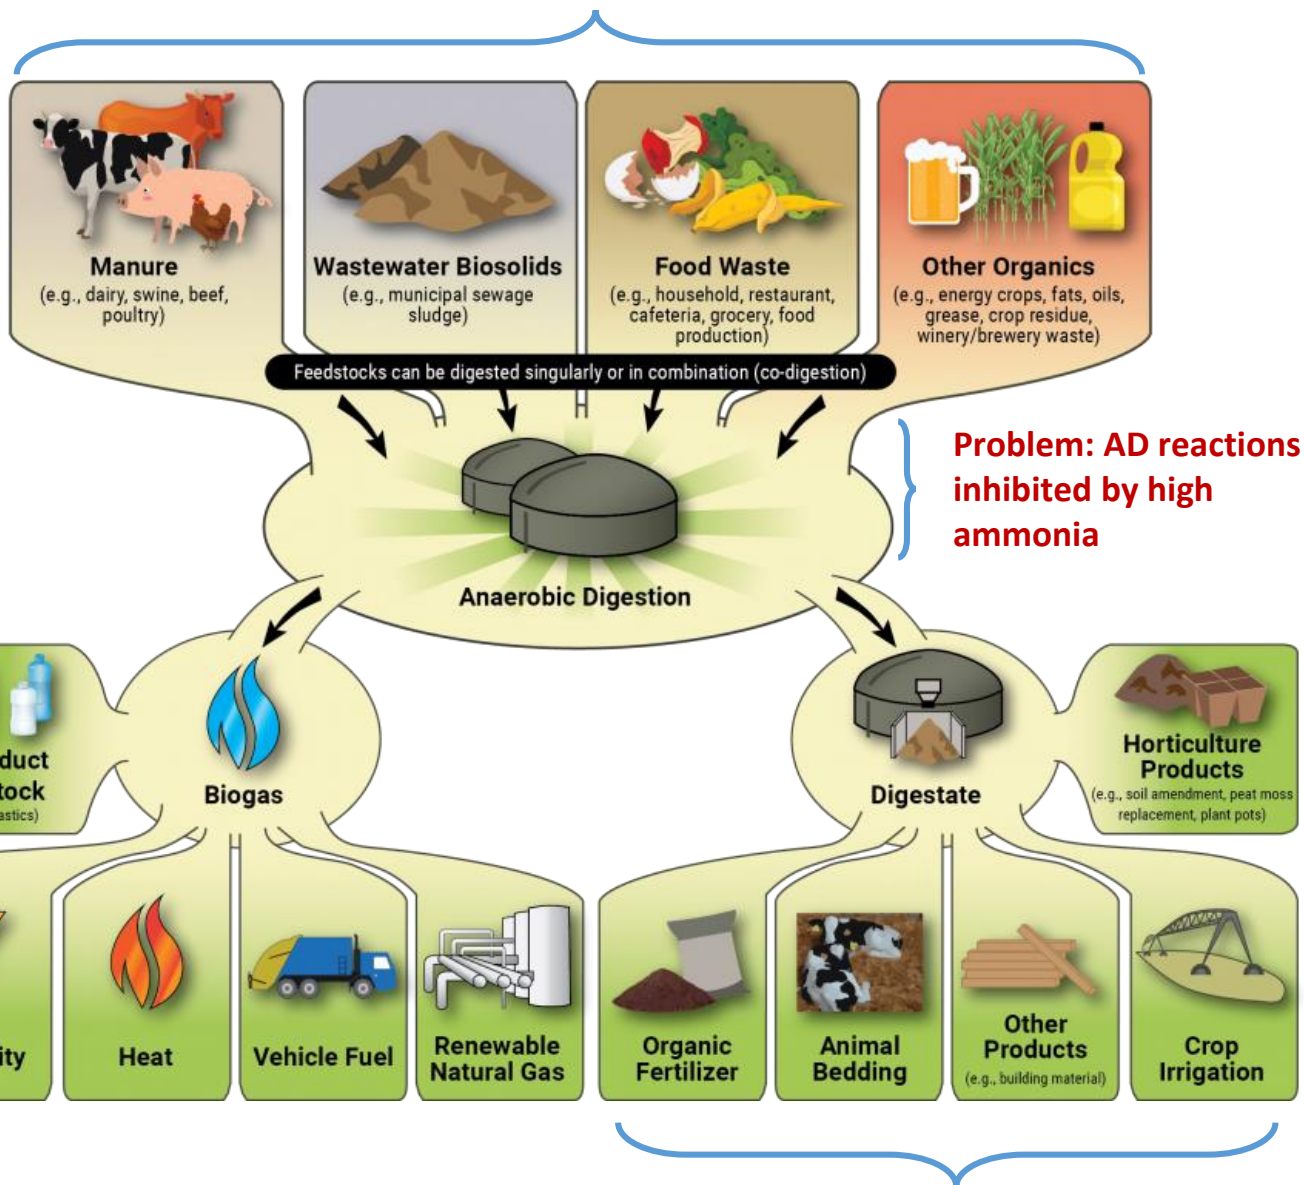 Manure
(e.g., dairy, swine, beef,
poultry)
Wastewater Biosolids
(e.g., municipal sewage
sludge)
Food Waste
(e.g., household, restaurant,
cafeteria, grocery, food
production)
Other Organics
(e.g., energy crops, fats, oils,
grease, crop residue,
winery/brewery waste)
Feedstocks can be digested singularly or in combination (co-digestion)
Problem: AD reactions
inhibited by high
ammonia
Anaerobic Digestion
duct
tock
astics)
Biogas
Digestate
Horticulture
Products
(e.g., soil amendment, peat moss
replacement, plant pots)
ity
Heat
Vehicle Fuel
Renewable
Natural Gas
Organic
Fertilizer
Animal
Bedding
Other
Products
(e.g., building material)
Crop
Irrigation